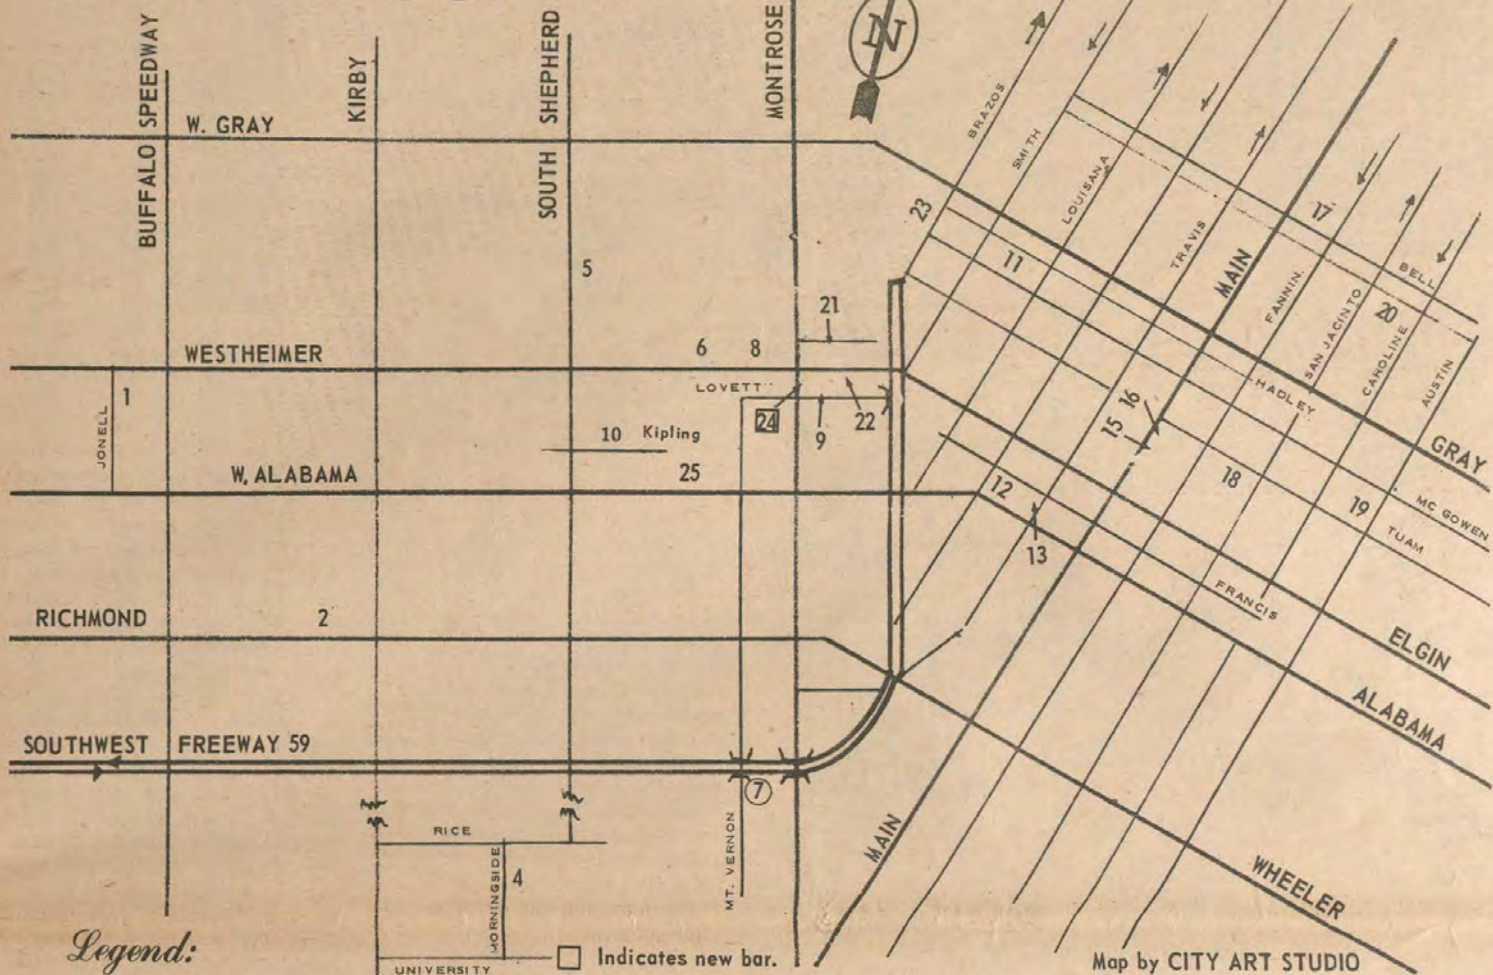 BUFFALO SPEEDWAY
KIRBY
SOUTH SHEPHERD
MONTROSE
N
W. GRAY
BRAZOS
SMITH
LOUISANA
TRAVIS
MAIN
FANNIN.
SAN JACINTO
CAROLINE
AUSTIN
BELL
17
20
23
11
5
21
HADLEY
GRAY
WESTHEIMER
6 8
LOVETT
1
JONELL
24
9
22
16
15
10 Kipling
W. ALABAMA
25
12
13
18
19
MC GOWEN
TUAM
FRANCIS
ELGIN
ALABAMA
RICHMOND
2
SOUTHWEST FREEWAY 59
7
RICE
MORNINGSIDE
4
MT. VERNON
MAIN
WHEELER
Legend:
UNIVERSITY
Indicates new bar.
Map by CITY ART STUDIO